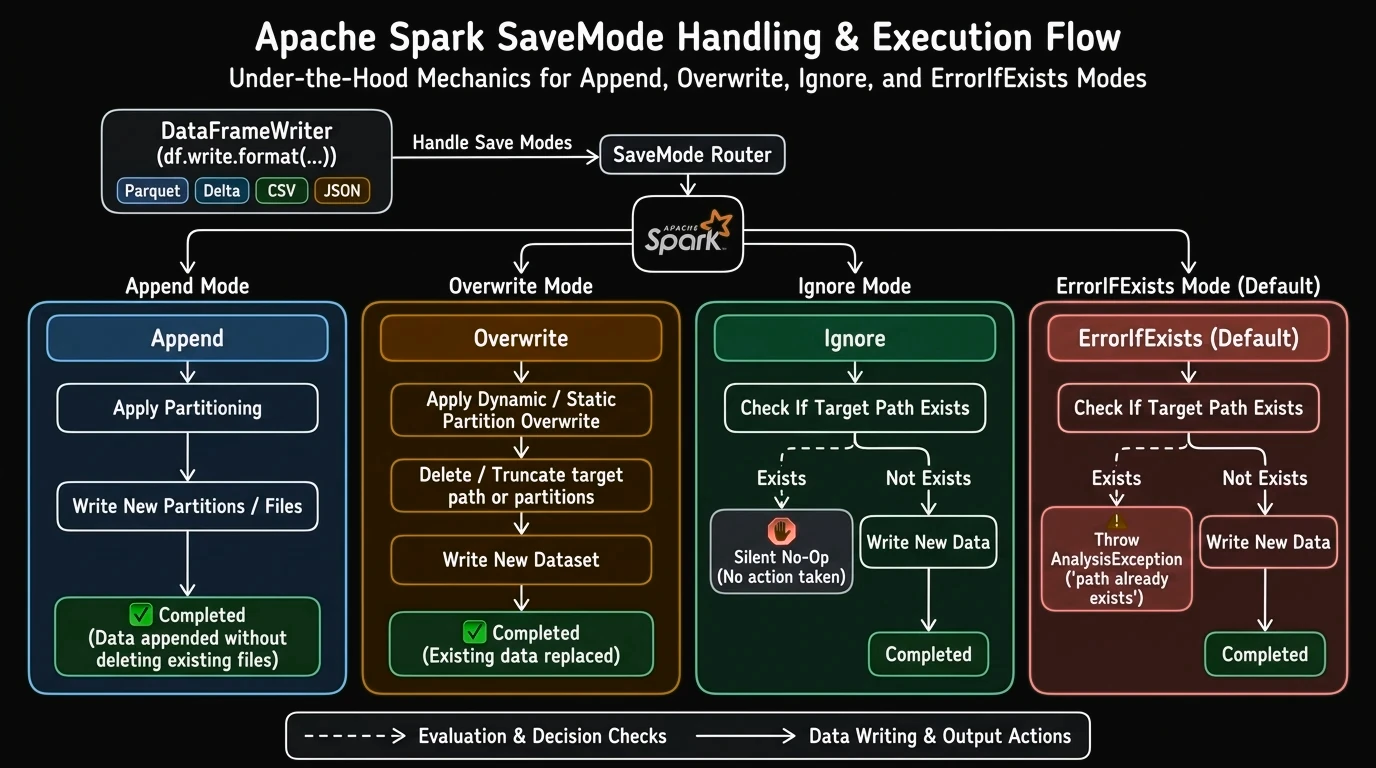 Apache Spark SaveMode Handling & Execution Flow
Under-the-Hood Mechanics for Append, Overwrite, Ignore, and ErrorIfExists Modes
DataFrameWriter
(df.write.format(...))
Parquet
Delta
CSV
JSON
Handle Save Modes
SaveMode Router
APACHE
Spark
Append Mode
Append
Apply Partitioning
Write New Partitions / Files
✅ Completed
(Data appended without
deleting existing files)
Overwrite Mode
Overwrite
Apply Dynamic / Static
Partition Overwrite
Delete / Truncate target
path or partitions
Write New Dataset
✅ Completed
(Existing data replaced)
Ignore Mode
Ignore
Check If Target Path Exists
Exists
Not Exists
Silent No-Op
(No action taken)
Write New Data
Completed
ErrorIFExists Mode (Default)
ErrorIfExists (Default)
Check If Target Path Exists
Exists
Not Exists
Throw
AnalysisException
('path already
exists')
Write New Data
Completed
Evaluation & Decision Checks
Data Writing & Output Actions